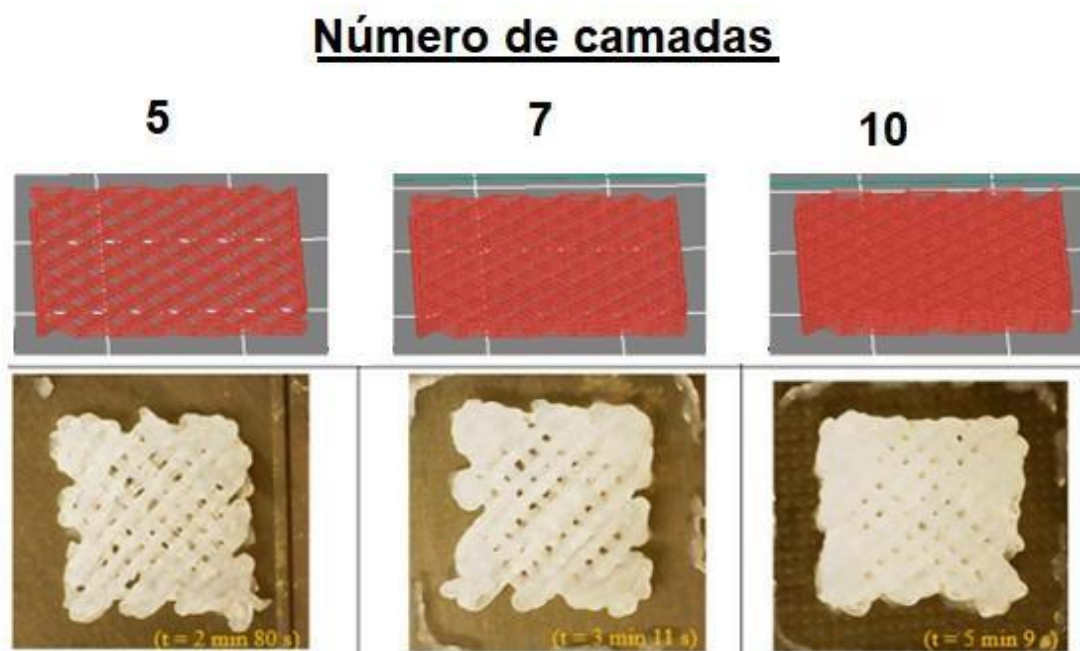 Número de camadas
5
7
10
(t = 2 min 80 s)
(t = 3 min 11 s)
(t = 5 min 9 s)